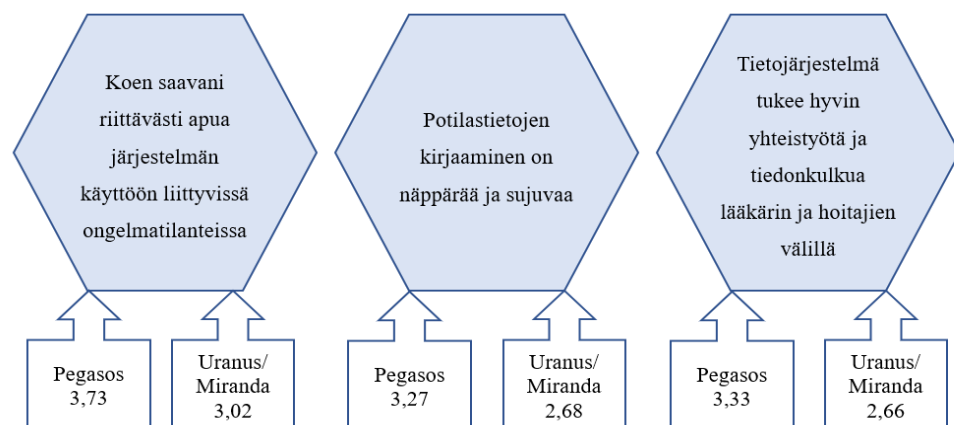 Koen saavani
riittävästi apua
järjestelmän
käyttöön liittyvissä
ongelmatilanteissa
Potilastietojen
kirjaaminen on
näppärää ja sujuvaa
Tietojärjestelmä
tukee hyvin
yhteistyötä ja
tiedonkulkua
lääkärin ja hoitajien
välillä
Pegasos
3,73
Uranus/
Miranda
3,02
Pegasos
3,27
Uranus/
Miranda
2,68
Pegasos
3,33
Uranus/
Miranda
2,66